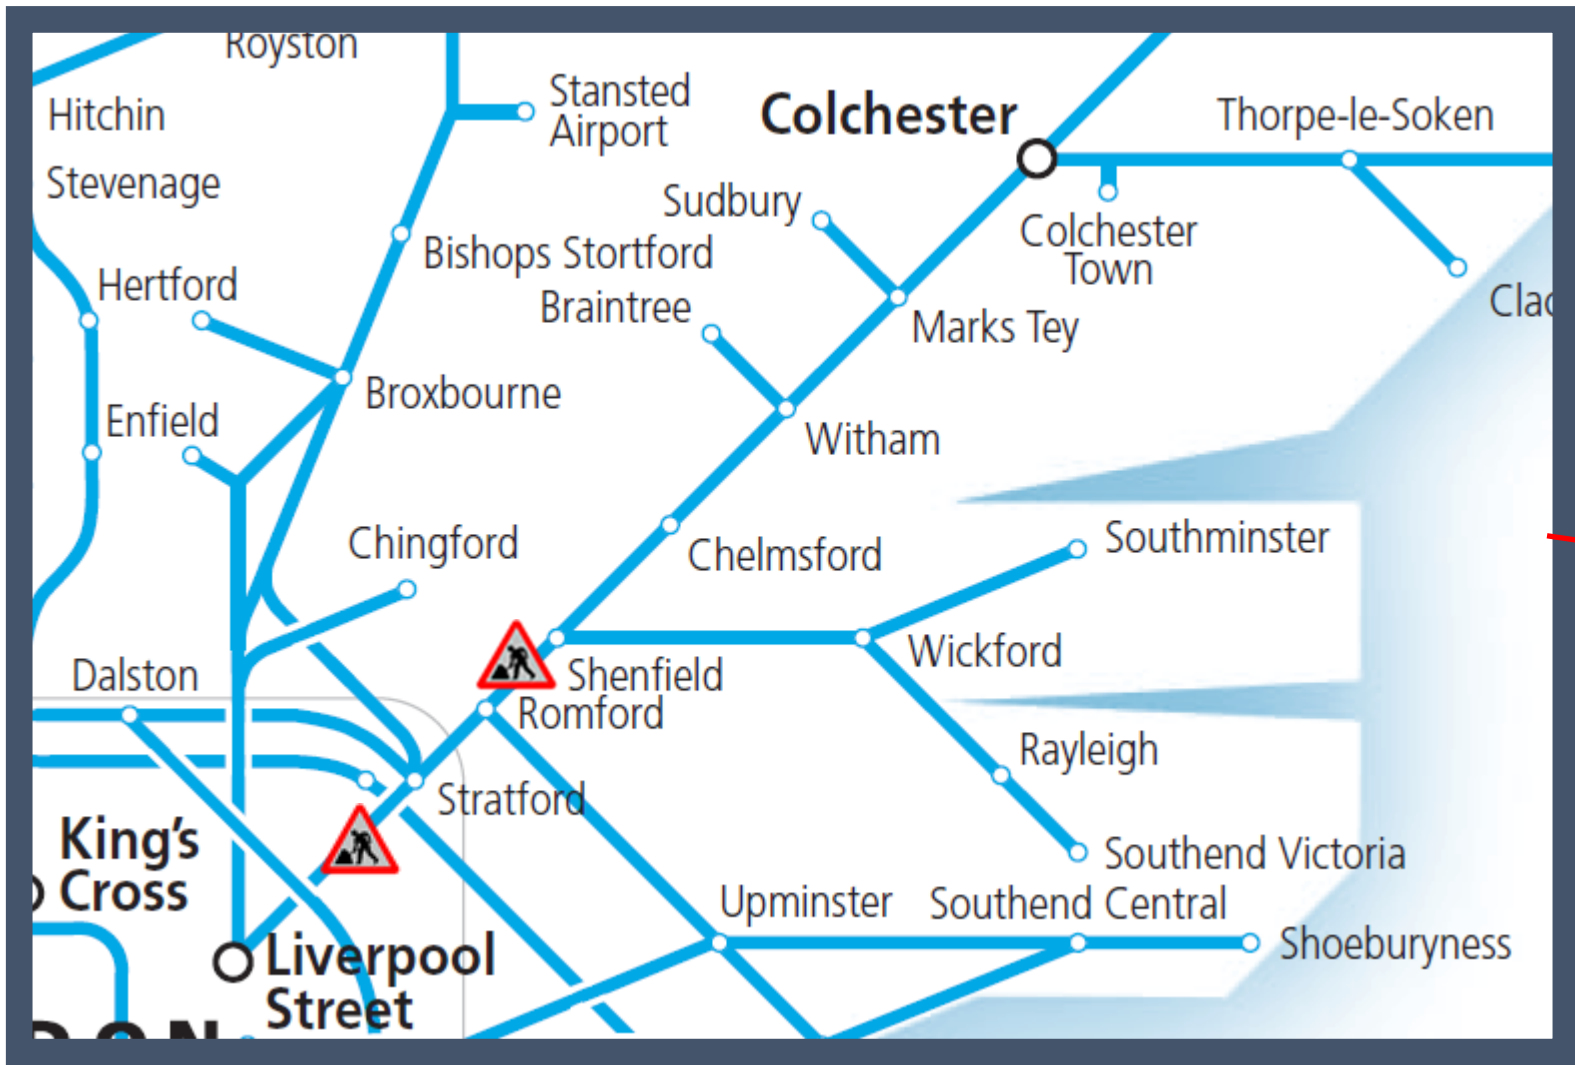 Royston
Hitchin
Stevenage
Stansted
Airport
Colchester
Thorpe-le-Soken
Sudbury
Colchester
Town
Bishops Stortford
Hertford
Braintree
Marks Tey
Broxbourne
Enfield
Witham
Chingford
Chelmsford
Southminster
Dalston
Shenfield
Wickford
Romford
Rayleigh
Stratford
King's
Cross
Southend Victoria
Upminster
Southend Central
Shoeburyness
Liverpool
Street